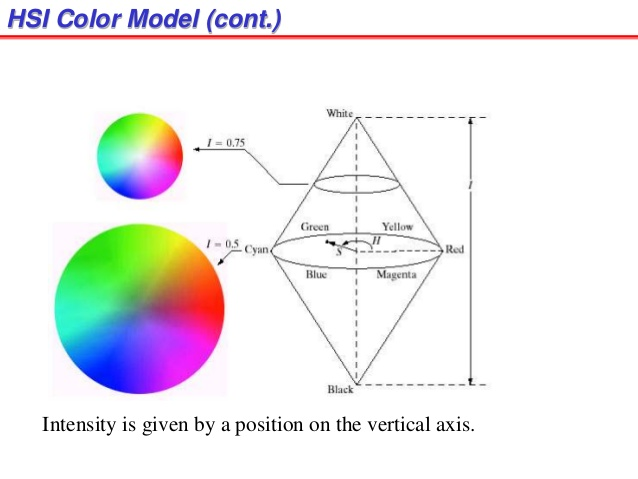 HSI Color Model (cont.)
White
I = 0.75
I
Green
Yellow
H
I = 0.5
Cyan
S
Red
Blue
Magenta
Black
Intensity is given by a position on the vertical axis.